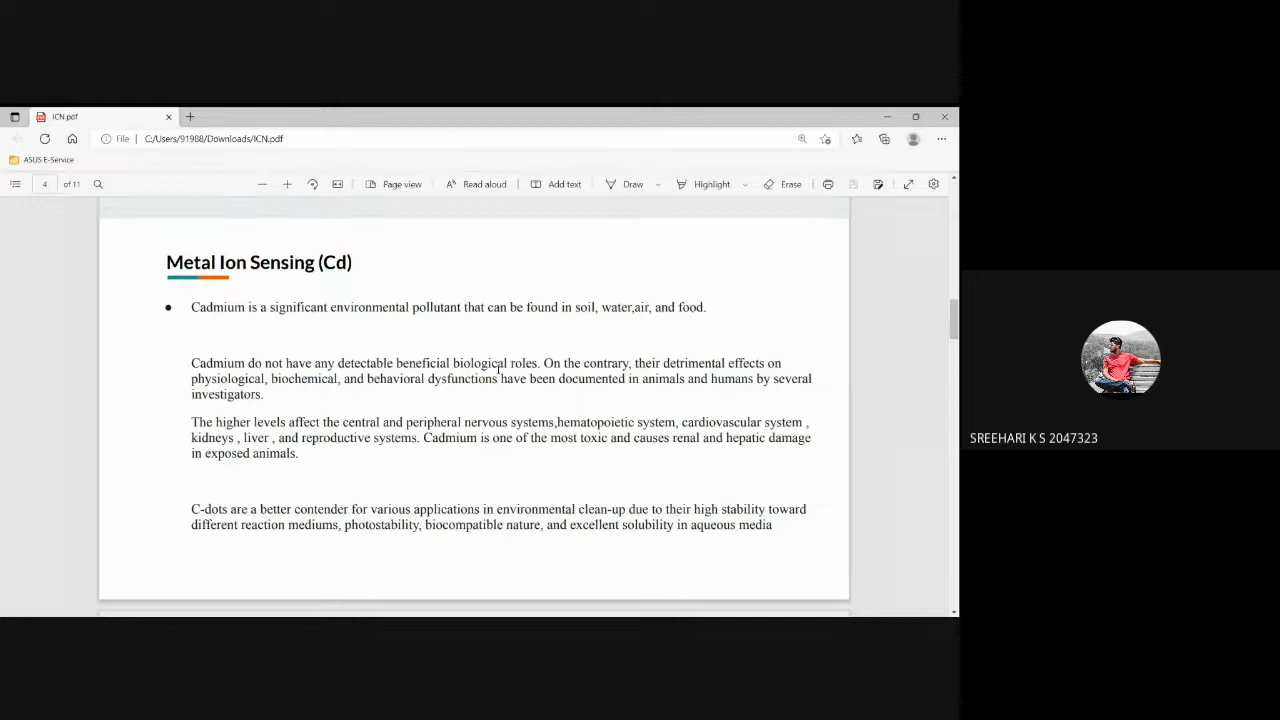 ICN.pdf
File
C:/Users/91988/Downloads/ICN.pdf
ASUS E-Service
4 of 11
Page view
Read aloud
Add text
Draw
Highlight
Erase
Metal Ion Sensing (Cd)
Cadmium is a significant environmental pollutant that can be found in soil, water,air, and food.
Cadmium do not have any detectable beneficial biological roles. On the contrary, their detrimental effects on
physiological, biochemical, and behavioral dysfunctions have been documented in animals and humans by several
investigators.
The higher levels affect the central and peripheral nervous systems,hematopoietic system, cardiovascular system ,
kidneys , liver , and reproductive systems. Cadmium is one of the most toxic and causes renal and hepatic damage
in exposed animals.
C-dots are a better contender for various applications in environmental clean-up due to their high stability toward
different reaction mediums, photostability, biocompatible nature, and excellent solubility in aqueous media
SREEHARI K S 2047323